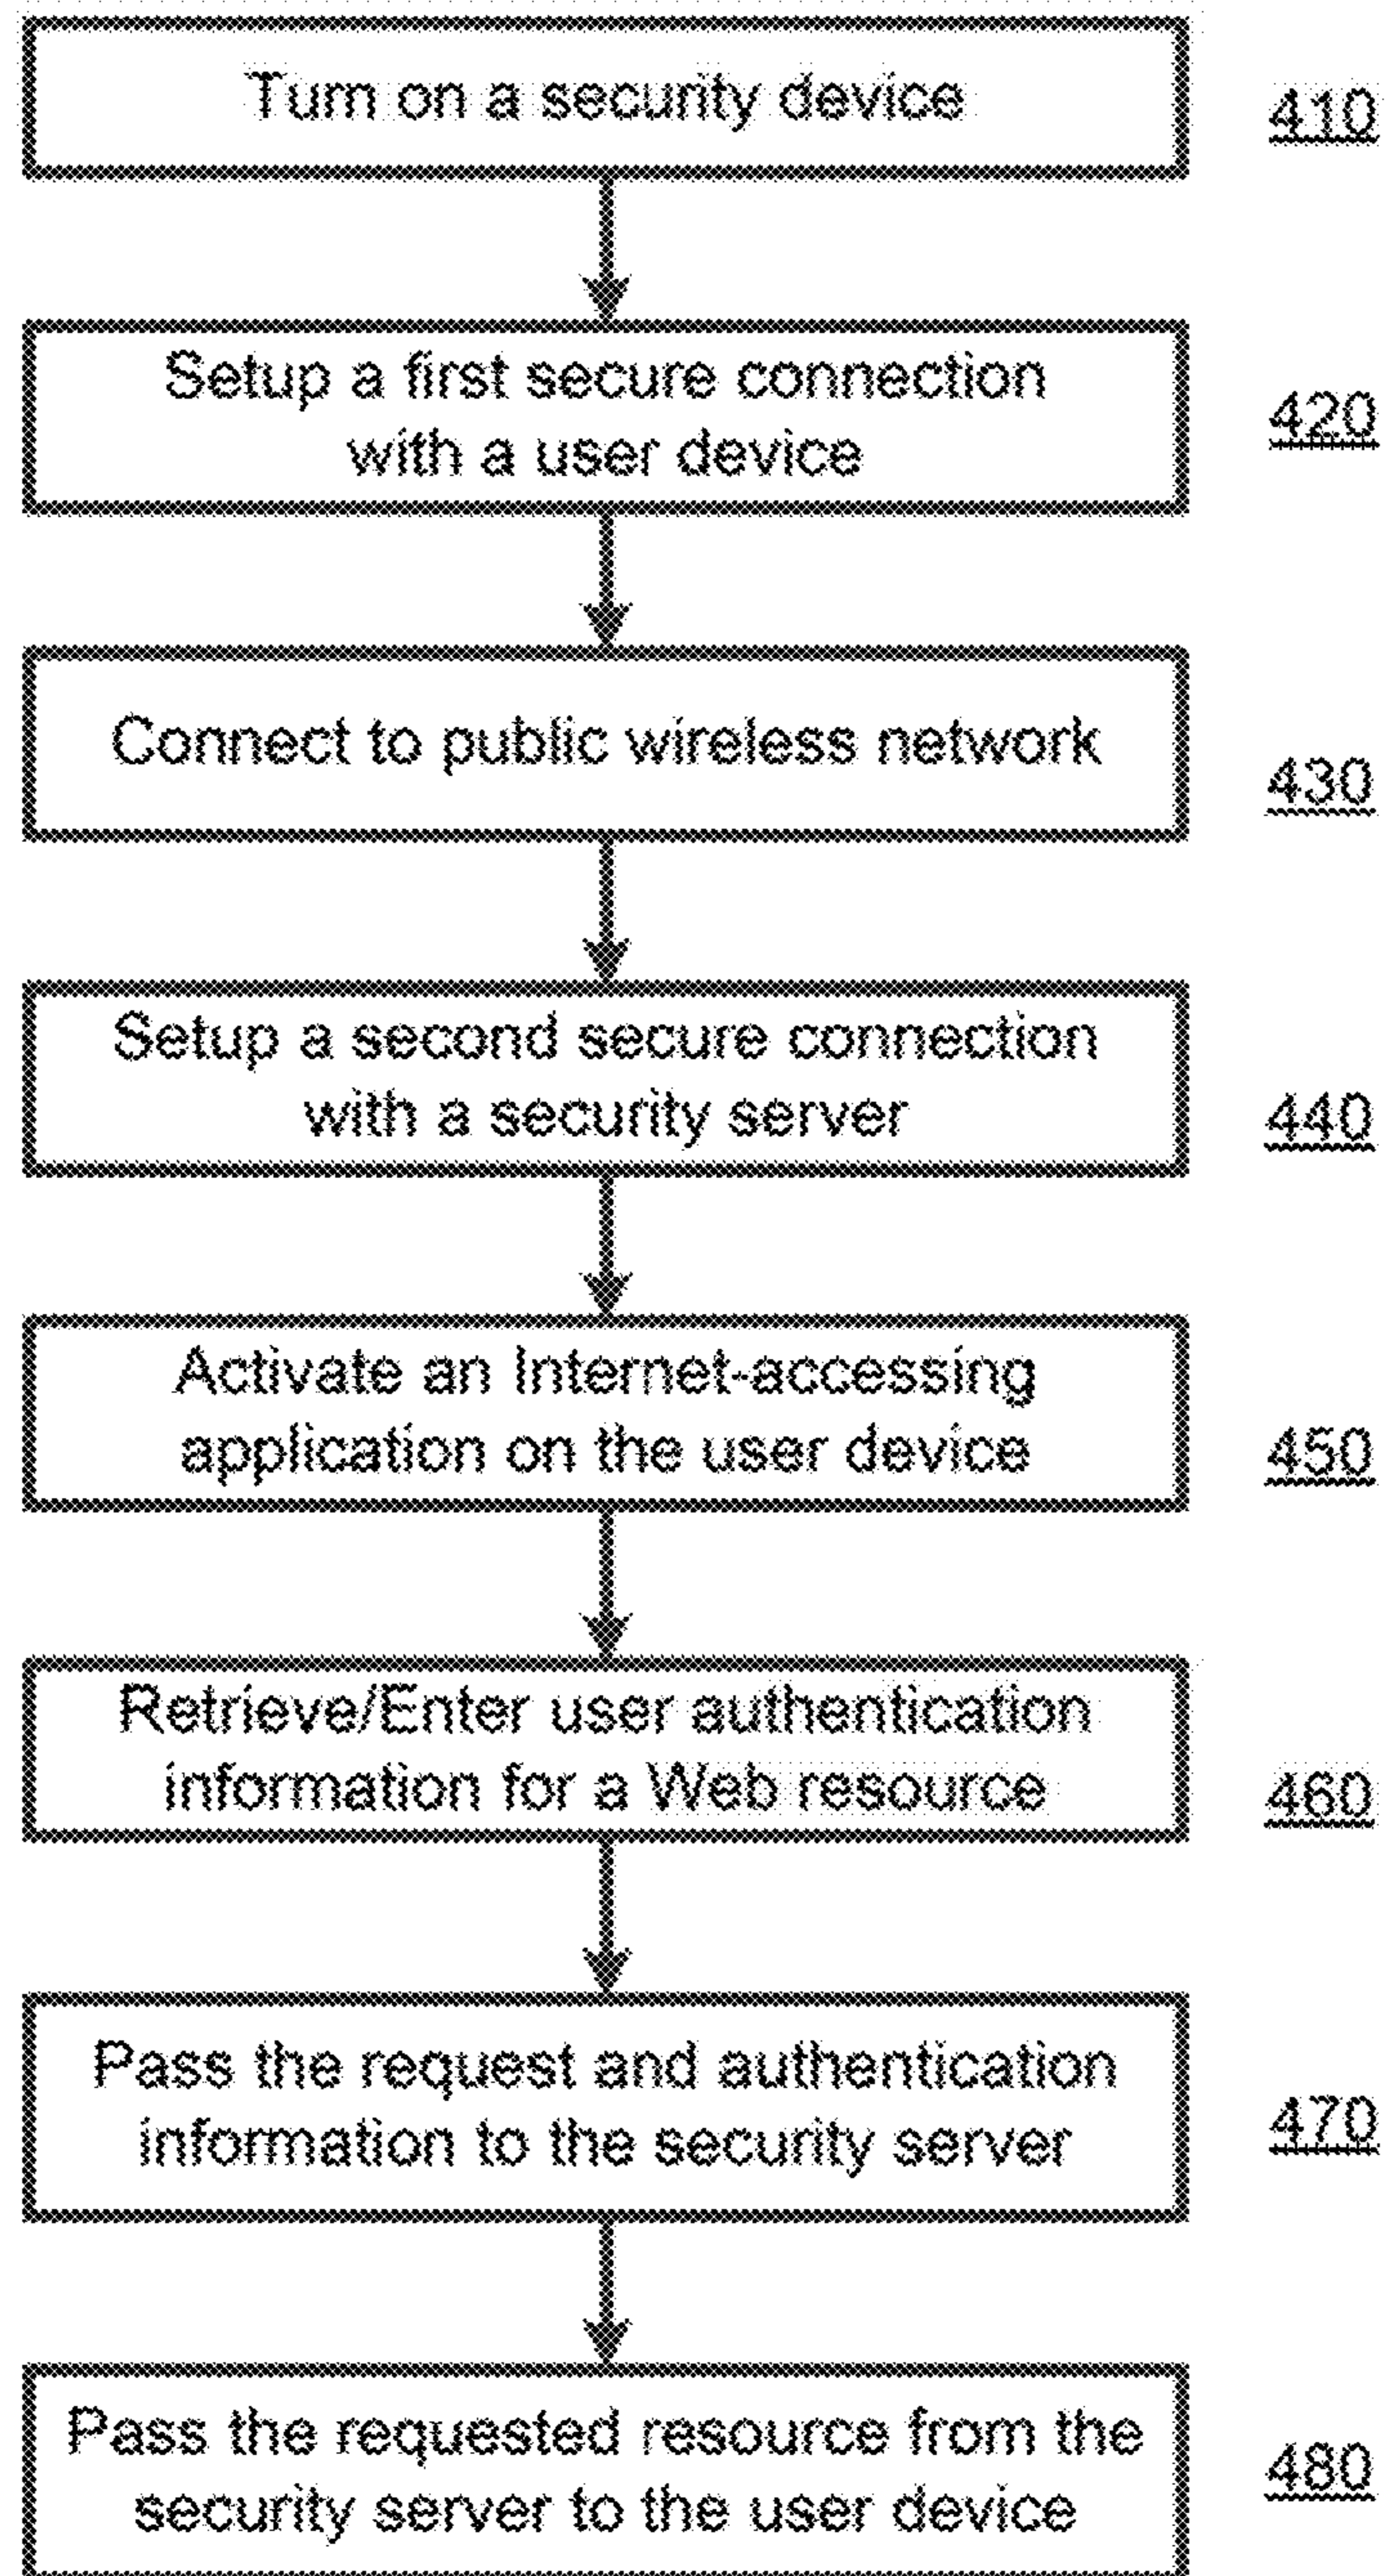 Turn on a security device
410
Setup a first secure connection
with a user device
420
Connect to public wireless network
430
Setup a second secure connection
with a security server
440
Activate an Internet-accessing
application on the user device
450
Retrieve/Enter user authentication
information for a Web resource
460
Pass the request and authentication
information to the security server
470
Pass the requested resource from the
security server to the user device
480